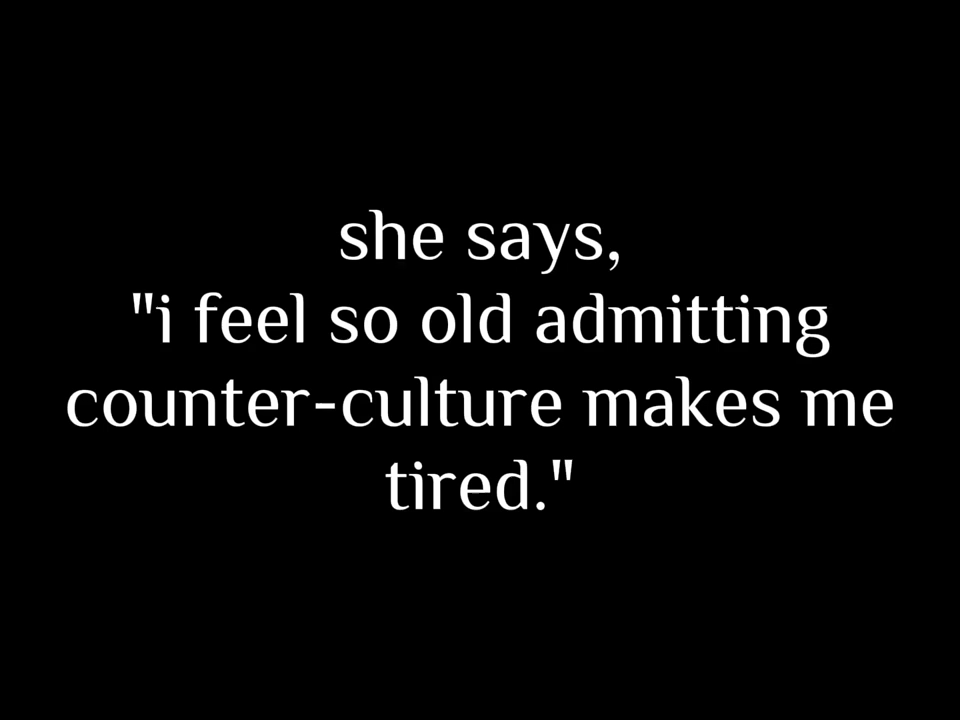 she says,
"i feel so old admitting
counter-culture makes me
tired."